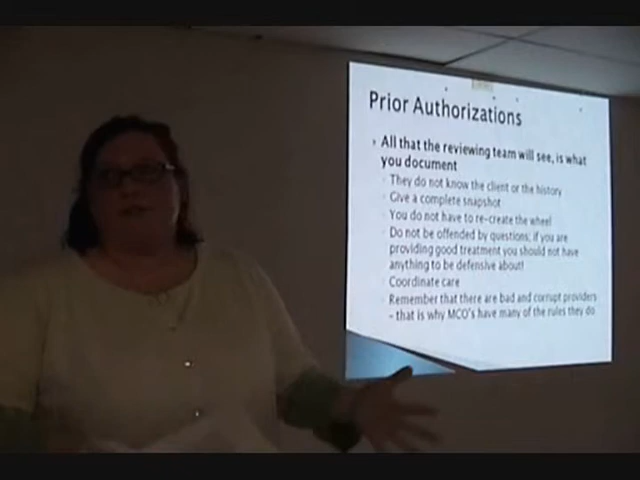 Prior Authorizations
All that the reviewing team will see, is what
you document
They do not know the client or the history
Give a complete snapshot
You do not have to re-create the wheel
Do not be offended by questions; if you are
providing good treatment you should not have
anything to be defensive about!
Coordinate care
Remember that there are bad and corrupt providers
– that is why MCO's have many of the rules they do